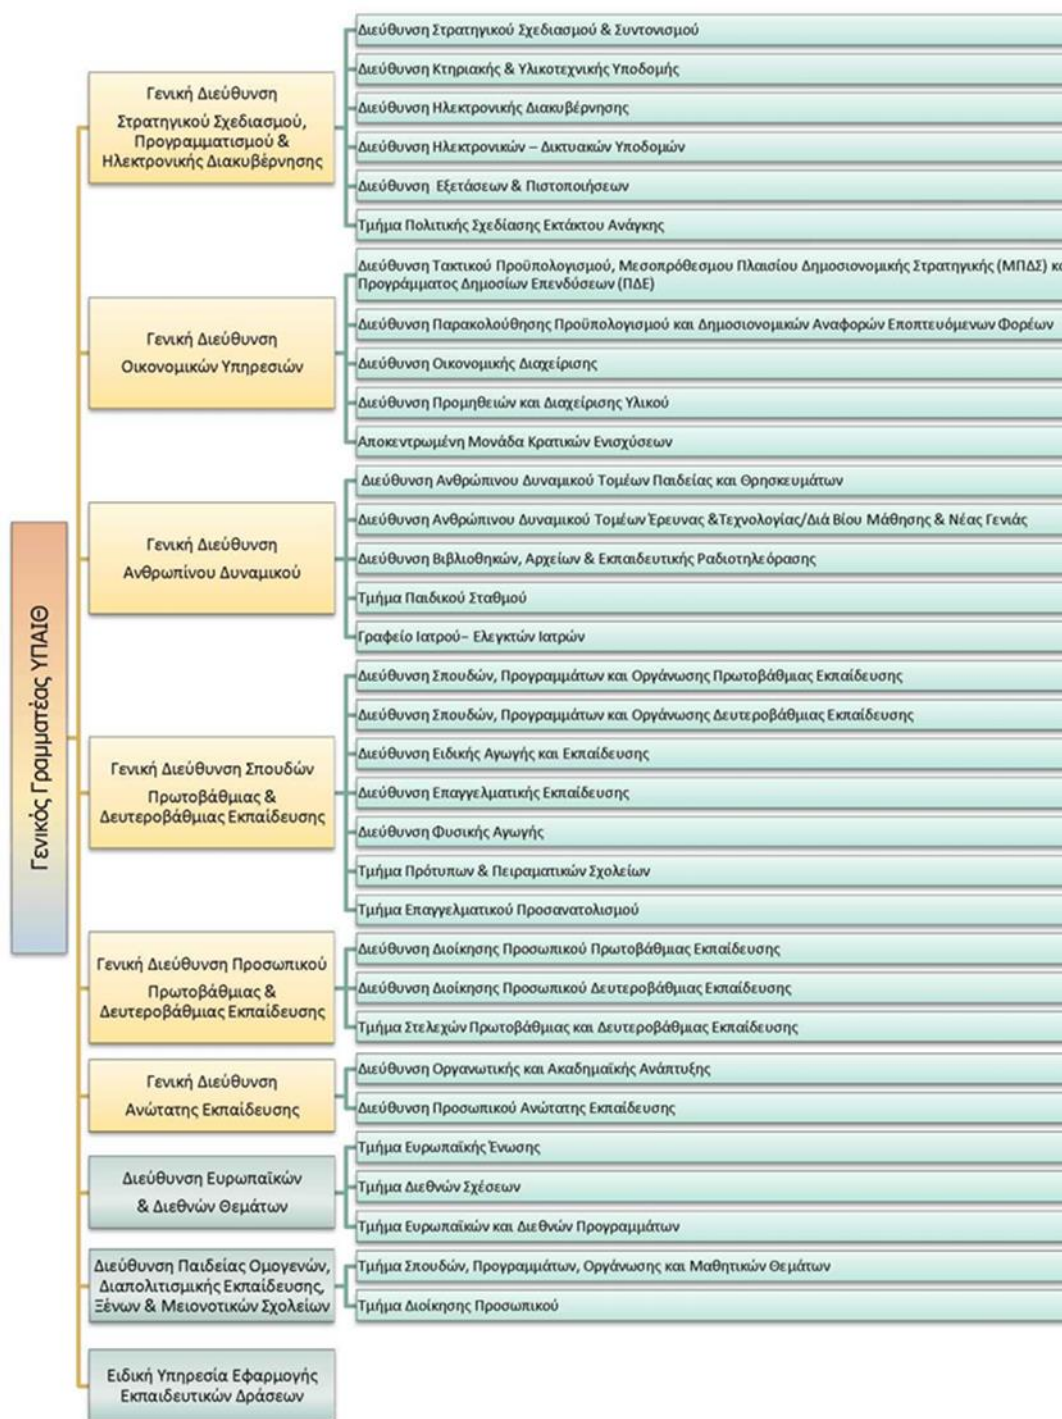 Γενικός Γραμματέας ΥΠΑΙΘ
Γενική Διεύθυνση
Στρατηγικού Σχεδιασμού,
Προγραμματισμού &
Ηλεκτρονικής Διακυβέρνησης
Διεύθυνση Στρατηγικού Σχεδιασμού & Συντονισμού
Διεύθυνση Κτηριακής & Υλικοτεχνικής Υποδομής
Διεύθυνση Ηλεκτρονικής Διακυβέρνησης
Διεύθυνση Ηλεκτρονικών – Δικτυακών Υποδομών
Διεύθυνση Εξετάσεων & Πιστοποιήσεων
Τμήμα Πολιτικής Σχεδίασης Εκτάκτου Ανάγκης
Γενική Διεύθυνση
Οικονομικών Υπηρεσιών
Διεύθυνση Τακτικού Προϋπολογισμού, Μεσοπρόθεσμου Πλαισίου Δημοσιονομικής Στρατηγικής (ΜΠΔΣ) κα
Προγράμματος Δημοσίων Επενδύσεων (ΠΔΕ)
Διεύθυνση Παρακολούθησης Προϋπολογισμού και Δημοσιονομικών Αναφορών Εποπτευόμενων Φορέων
Διεύθυνση Οικονομικής Διαχείρισης
Διεύθυνση Προμηθειών και Διαχείρισης Υλικού
Αποκεντρωμένη Μονάδα Κρατικών Ενισχύσεων
Γενική Διεύθυνση
Ανθρωπίνου Δυναμικού
Διεύθυνση Ανθρώπινου Δυναμικού Τομέων Παιδείας και Θρησκευμάτων
Διεύθυνση Ανθρώπινου Δυναμικού Τομέων Έρευνας &Τεχνολογίας/Διά Βίου Μάθησης & Νέας Γενιάς
Διεύθυνση Βιβλιοθηκών, Αρχείων & Εκπαιδευτικής Ραδιοτηλεόρασης
Τμήμα Παιδικού Σταθμού
Γραφείο Ιατρού– Ελεγκτών Ιατρών
Γενική Διεύθυνση Σπουδών
Πρωτοβάθμιας &
Δευτεροβάθμιας Εκπαίδευσης
Διεύθυνση Σπουδών, Προγραμμάτων και Οργάνωσης Πρωτοβάθμιας Εκπαίδευσης
Διεύθυνση Σπουδών, Προγραμμάτων και Οργάνωσης Δευτεροβάθμιας Εκπαίδευσης
Διεύθυνση Ειδικής Αγωγής και Εκπαίδευσης
Διεύθυνση Επαγγελματικής Εκπαίδευσης
Διεύθυνση Φυσικής Αγωγής
Τμήμα Πρότυπων & Πειραματικών Σχολείων
Τμήμα Επαγγελματικού Προσανατολισμού
Γενική Διεύθυνση Προσωπικού
Πρωτοβάθμιας &
Δευτεροβάθμιας Εκπαίδευσης
Διεύθυνση Διοίκησης Προσωπικού Πρωτοβάθμιας Εκπαίδευσης
Διεύθυνση Διοίκησης Προσωπικού Δευτεροβάθμιας Εκπαίδευσης
Τμήμα Στελεχών Πρωτοβάθμιας και Δευτεροβάθμιας Εκπαίδευσης
Γενική Διεύθυνση
Ανώτατης Εκπαίδευσης
Διεύθυνση Οργανωτικής και Ακαδημαϊκής Ανάπτυξης
Διεύθυνση Προσωπικού Ανώτατης Εκπαίδευσης
Διεύθυνση Ευρωπαϊκών
& Διεθνών Θεμάτων
Τμήμα Ευρωπαϊκής Ένωσης
Τμήμα Διεθνών Σχέσεων
Τμήμα Ευρωπαϊκών και Διεθνών Προγραμμάτων
Διεύθυνση Παιδείας Ομογενών,
Διαπολιτισμικής Εκπαίδευσης,
Ξένων & Μειονοτικών Σχολείων
Τμήμα Σπουδών, Προγραμμάτων, Οργάνωσης και Μαθητικών Θεμάτων
Τμήμα Διοίκησης Προσωπικού
Ειδική Υπηρεσία Εφαρμογής
Εκπαιδευτικών Δράσεων